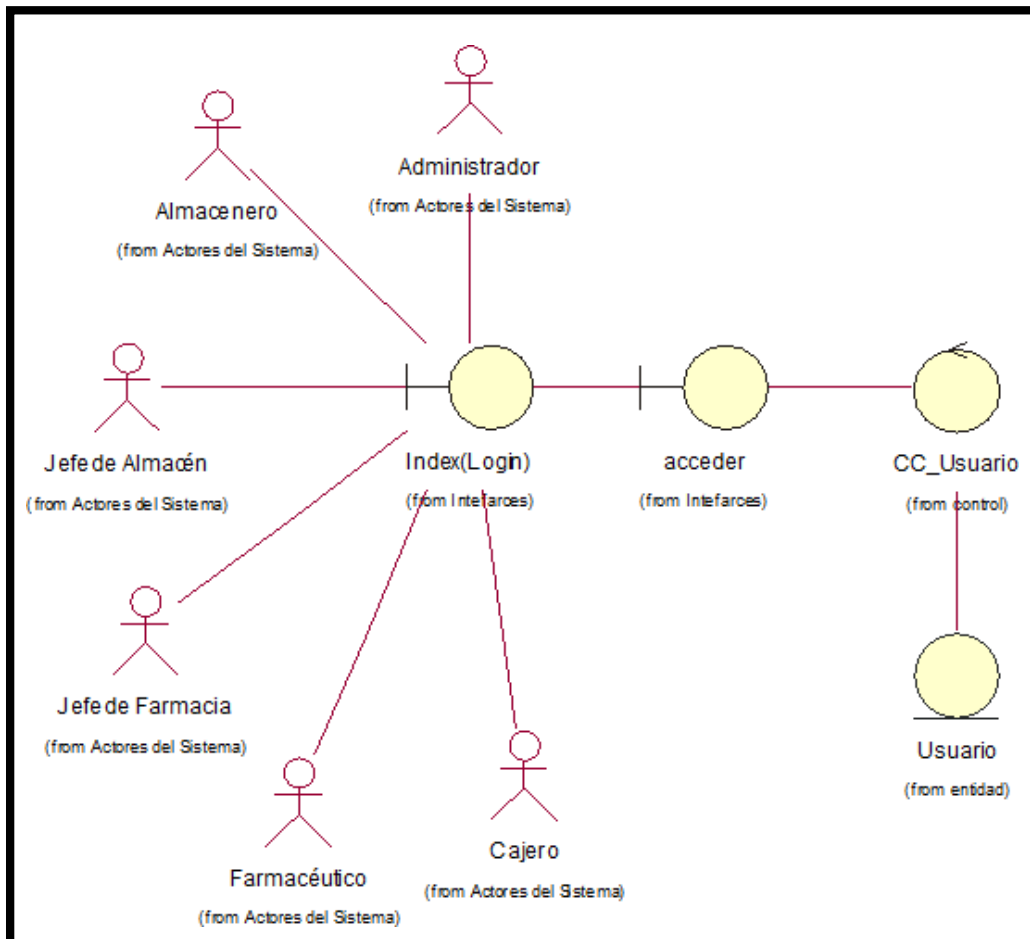 Administrador
(from Actores del Sistema)
Almacenero
(from Actores del Sistema)
Jefe de Almacén
(from Actores del Sistema)
Index(Login)
(from Intefarces)
acceder
(from Intefarces)
CC_Usuario
(from control)
Jefe de Farmacia
(from Actores del Sistema)
Usuario
(from entidad)
Farmacéutico
(from Actores del Sistema)
Cajero
(from Actores del Sistema)